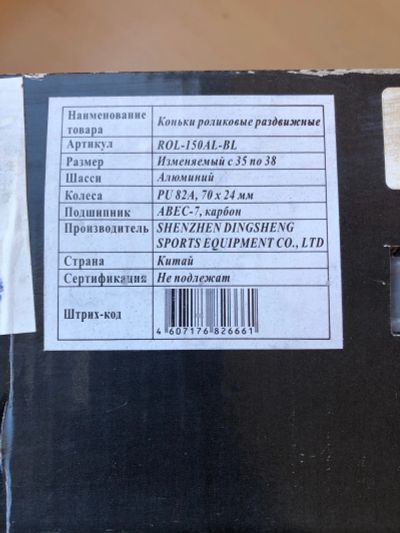 Наименование товара Коньки роликовые раздвижные
Артикул ROL-150AL-BL
Размер Изменяемый с 35 по 38
Шасси Алюминий
Колеса PU 82A, 70 x 24 мм
Подшипник ABEC-7, карбон
Производитель SHENZHEN DINGSHENG
SPORTS EQUIPMENT CO., LTD
Страна Китай
Сертификация Не подлежат
Штрих-код
4 607176 826661